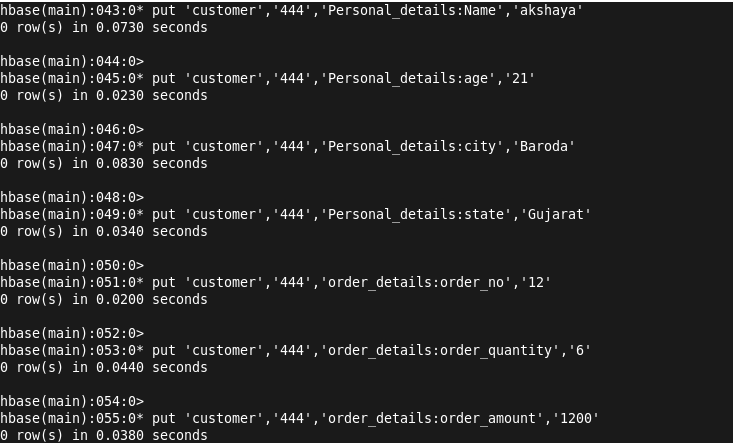 hbase(main):043:0* put 'customer','444','Personal_details:Name','akshaya'
0 row(s) in 0.0730 seconds
hbase(main):044:0>
hbase(main):045:0* put 'customer','444','Personal_details:age','21'
0 row(s) in 0.0230 seconds
hbase(main):046:0>
hbase(main):047:0* put 'customer','444','Personal_details:city','Baroda'
0 row(s) in 0.0830 seconds
hbase(main):048:0>
hbase(main):049:0* put 'customer','444','Personal_details:state','Gujarat'
0 row(s) in 0.0340 seconds
hbase(main):050:0>
hbase(main):051:0* put 'customer','444','order_details:order_no','12'
0 row(s) in 0.0200 seconds
hbase(main):052:0>
hbase(main):053:0* put 'customer','444','order_details:order_quantity','6'
0 row(s) in 0.0440 seconds
hbase(main):054:0>
hbase(main):055:0* put 'customer','444','order_details:order_amount','1200'
0 row(s) in 0.0380 seconds